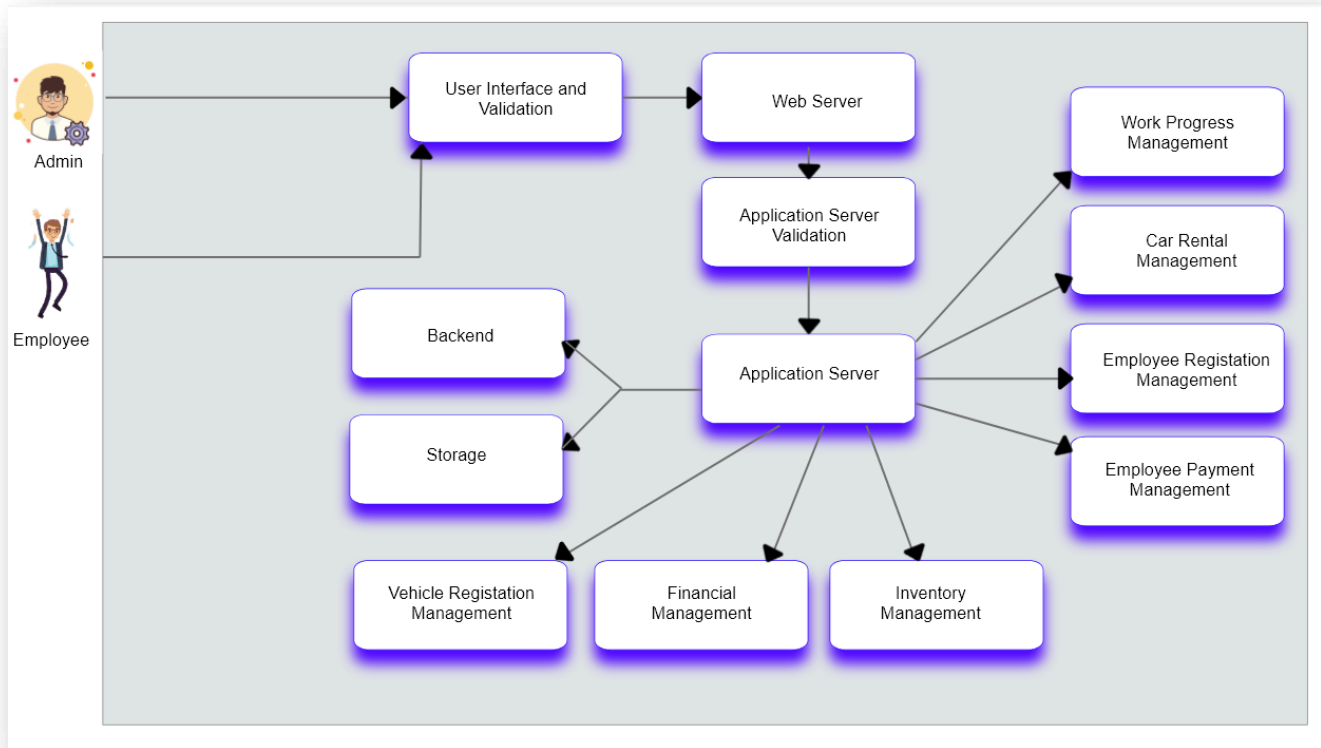 Admin
Employee
User Interface and
Validation
Web Server
Application Server
Validation
Application Server
Backend
Storage
Work Progress
Management
Car Rental
Management
Employee Registation
Management
Employee Payment
Management
Vehicle Registation
Management
Financial
Management
Inventory
Management